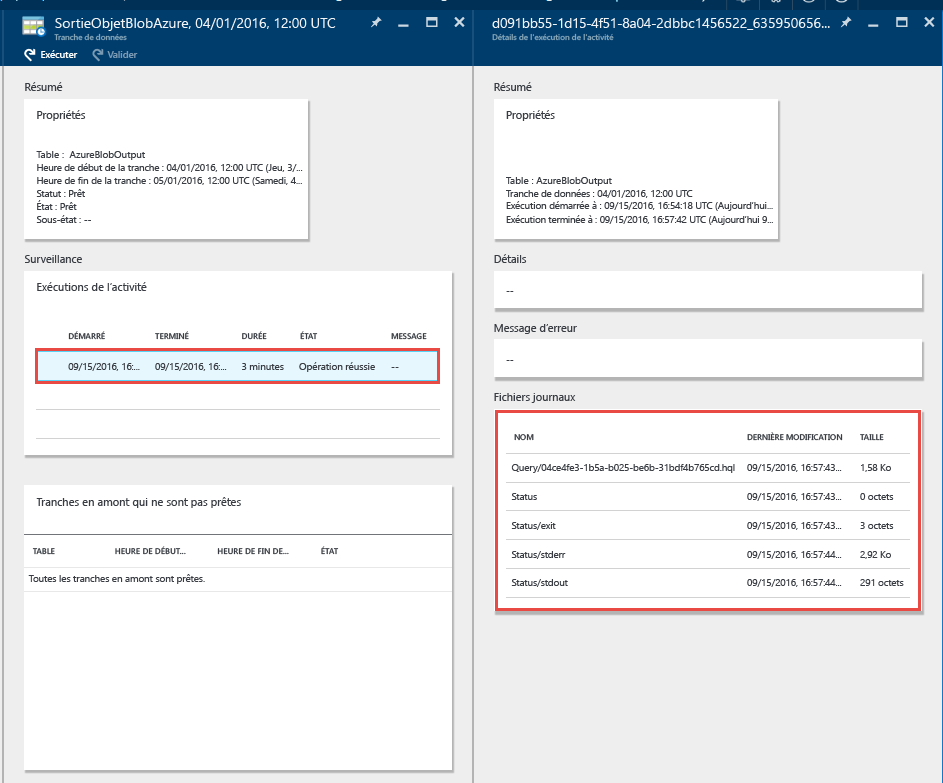 SortieObjetBlobAzure, 04/01/2016, 12:00 UTC
Tranche de données
Exécuter Valider
Résumé
Propriétés
Table : AzureBlobOutput
Heure de début de la tranche : 04/01/2016, 12:00 UTC (Jeu, 3/...
Heure de fin de la tranche : 05/01/2016, 12:00 UTC (Samedi, 4...
Statut : Prêt
État : Prêt
Sous-état : --
Surveillance
Exécutions de l'activité
DÉMARRÉ TERMINÉ DURÉE ÉTAT MESSAGE
09/15/2016, 16:... 09/15/2016, 16:... 3 minutes Opération réussie --
Tranches en amont qui ne sont pas prêtes
TABLE HEURE DE DÉBUT... HEURE DE FIN DE... ÉTAT
Toutes les tranches en amont sont prêtes.
d091bb55-1d15-4f51-8a04-2dbbc1456522_635950656...
Détails de l'exécution de l'activité
Résumé
Propriétés
Table : AzureBlobOutput
Tranche de données : 04/01/2016, 12:00 UTC
Exécution démarrée à : 09/15/2016, 16:54:18 UTC (Aujourd'hui...
Exécution terminée à : 09/15/2016, 16:57:42 UTC (Aujourd'hui 9...
Détails
--
Message d'erreur
--
Fichiers journaux
NOM DERNIÈRE MODIFICATION TAILLE
Query/04ce4fe3-1b5a-b025-be6b-31bdf4b765cd.hql 09/15/2016, 16:57:43... 1,58 Ko
Status 09/15/2016, 16:57:43... 0 octets
Status/exit 09/15/2016, 16:57:43... 3 octets
Status/stderr 09/15/2016, 16:57:44... 2,92 Ko
Status/stdout 09/15/2016, 16:57:44... 291 octets